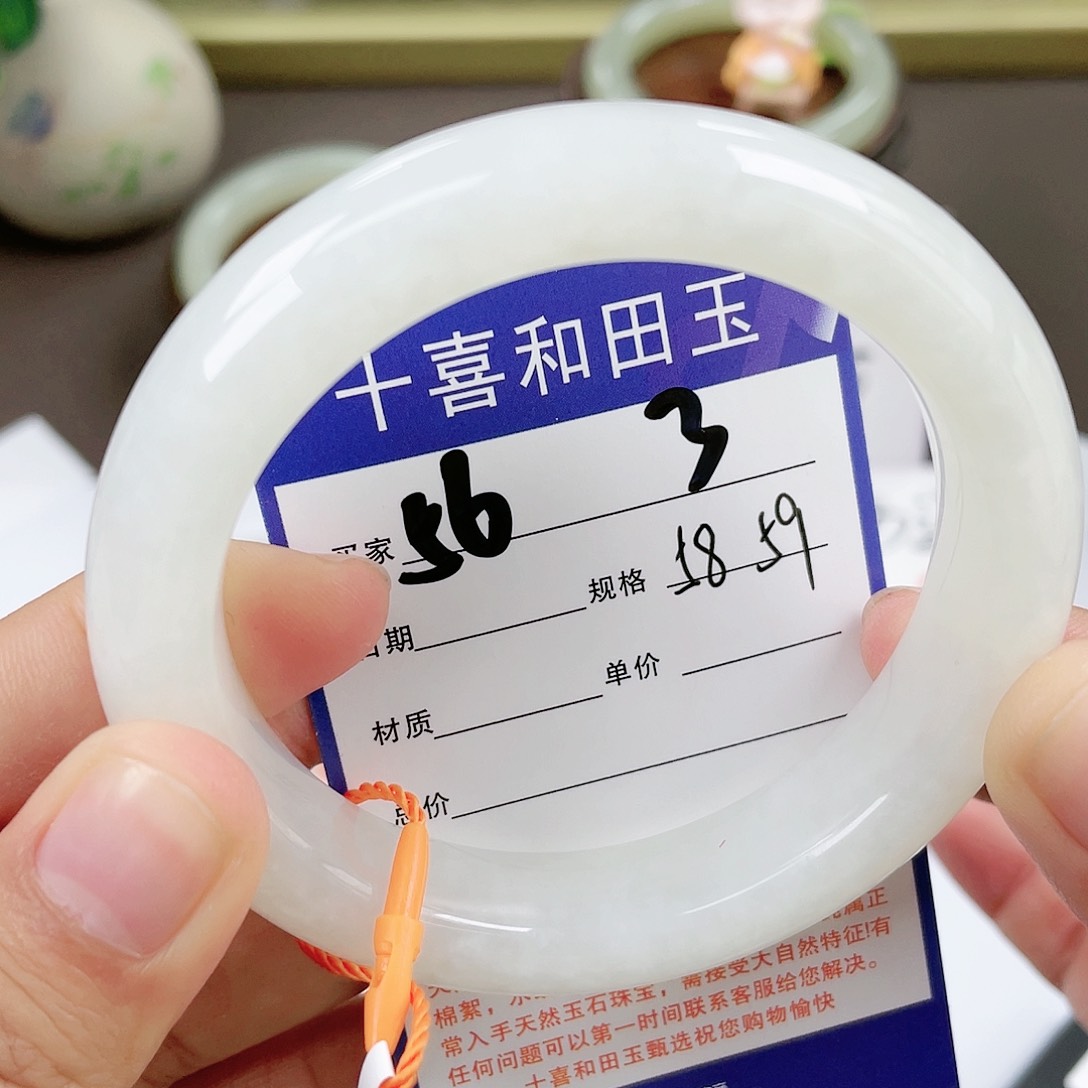 十喜和田玉
买家 56 3
日期 规格 58 59
材质 单价
总价
属正
棉絮，
需接受大自然特征!有
常入手天然玉石珠宝，
任何问题可以第一时间联系客服给您解决。
十喜和田玉甄选祝您购物愉快